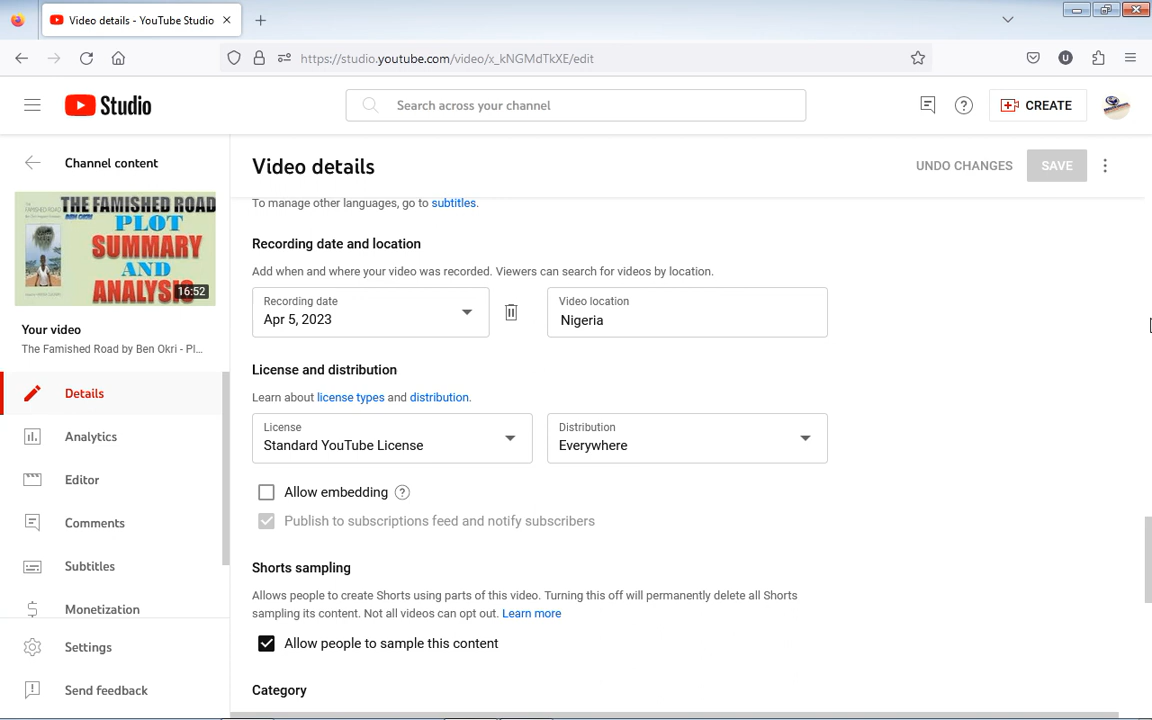 Video details - YouTube Studio
https://studio.youtube.com/video/x_kNGMdTkXE/edit
U
Studio
Search across your channel
?
CREATE
Channel content
THE FAMISHED ROAD
BEN OKRI
PLOT
SUMMARY
AND
ANALYSIS
16:52
Your video
The Famished Road by Ben Okri - Pl...
Details
Analytics
Editor
Comments
Subtitles
Monetization
Settings
Send feedback
Video details
UNDO CHANGES
SAVE
To manage other languages, go to subtitles.
Recording date and location
Add when and where your video was recorded. Viewers can search for videos by location.
Recording date
Apr 5, 2023
Video location
Nigeria
License and distribution
Learn about license types and distribution.
License
Standard YouTube License
Distribution
Everywhere
Allow embedding ?
Publish to subscriptions feed and notify subscribers
Shorts sampling
Allows people to create Shorts using parts of this video. Turning this off will permanently delete all Shorts
sampling its content. Not all videos can opt out. Learn more
Allow people to sample this content
Category